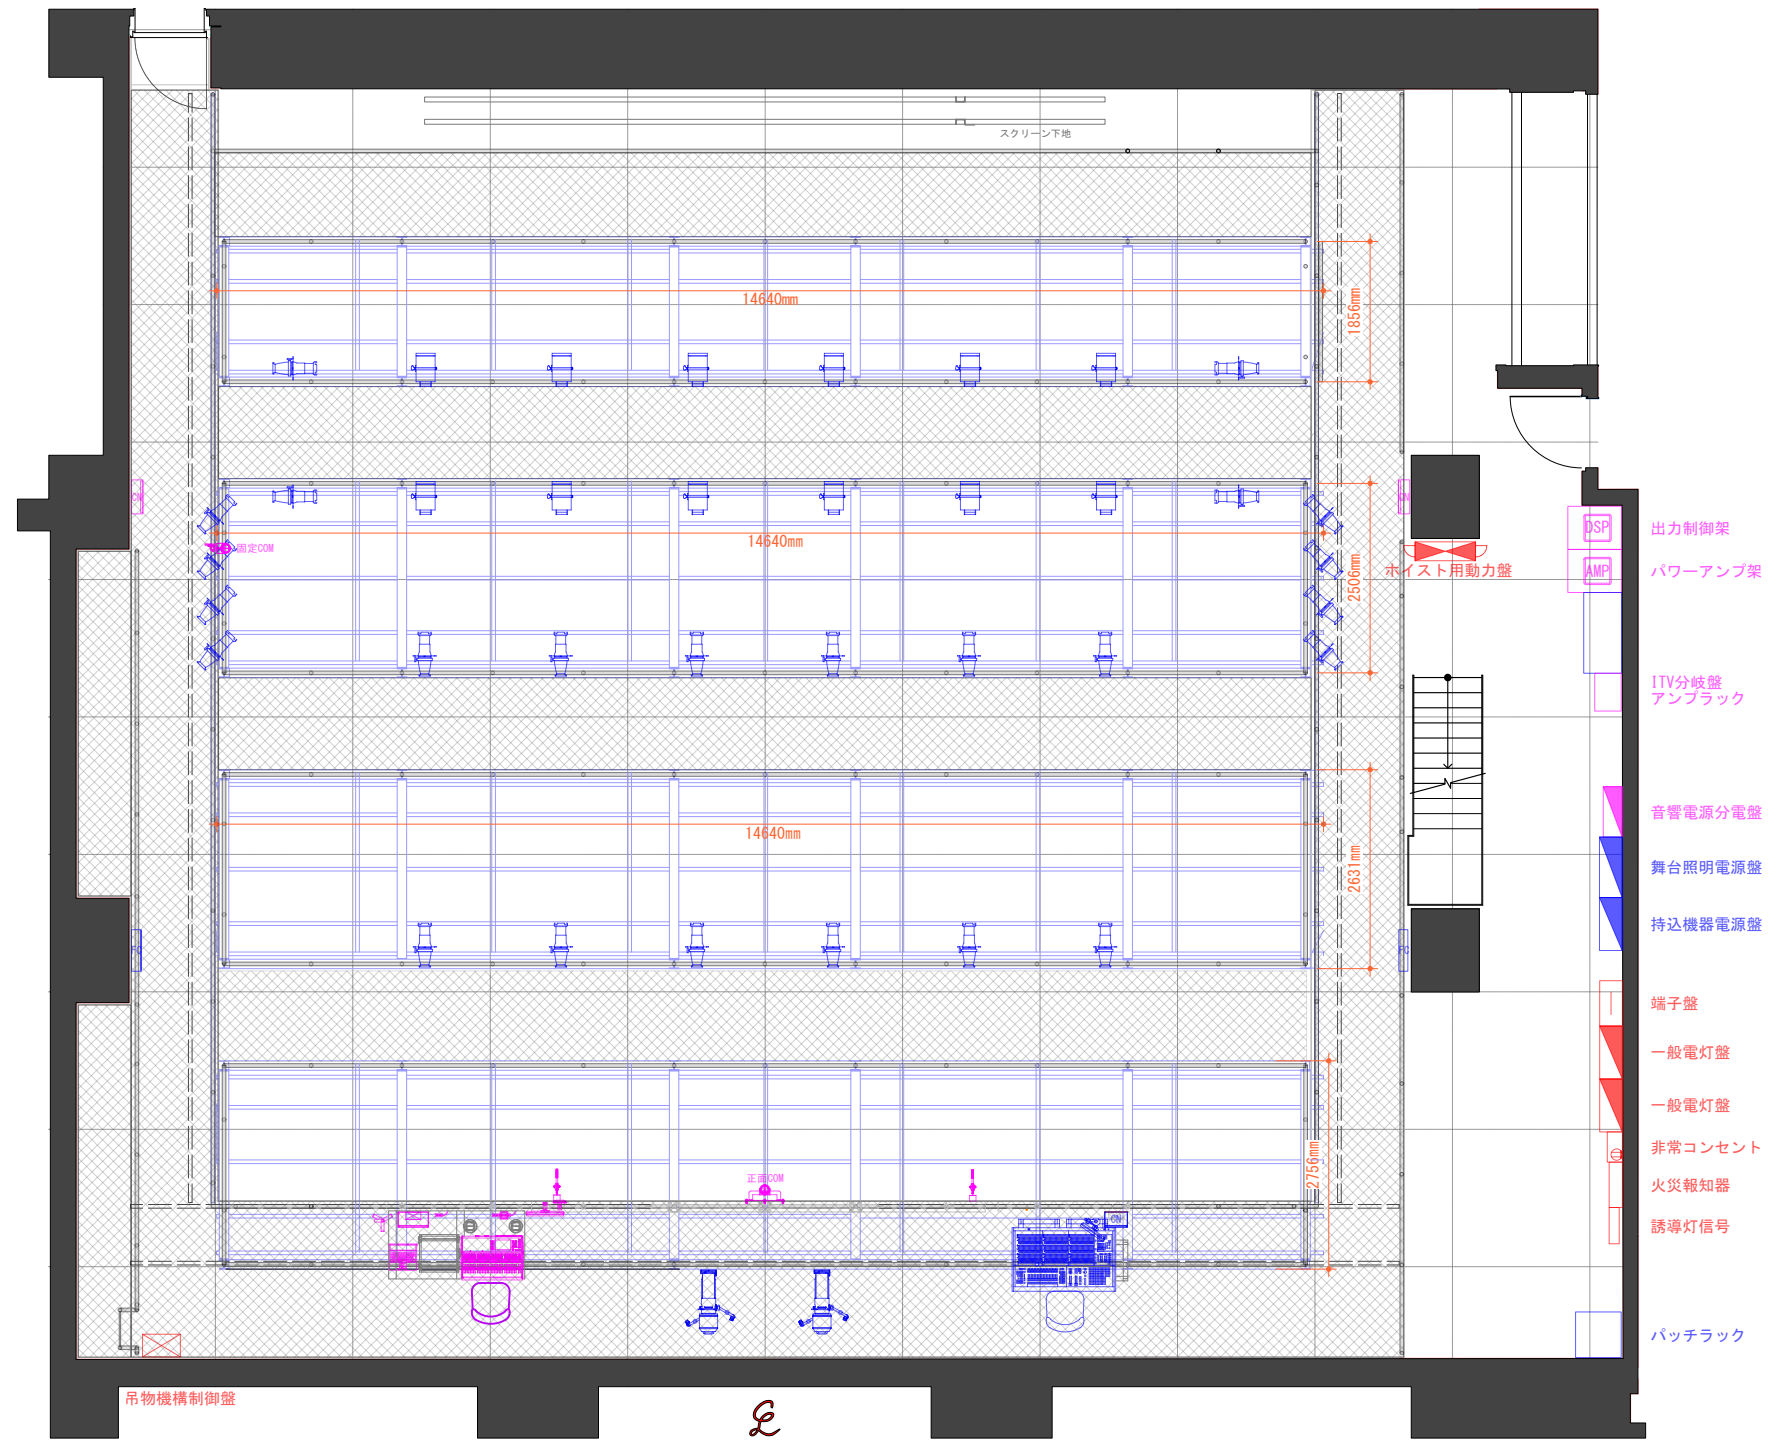 スクリーン下地
14640mm
1856mm
CN
CN
固定COM
14640mm
2506mm
ホイスト用動力盤
DSP
出力制御架
AMP
パワーアンプ架
ITV分岐盤
アンプラック
14640mm
2631mm
音響電源分電盤
舞台照明電源盤
持込機器電源盤
FC
FC
端子盤
一般電灯盤
一般電灯盤
非常コンセント
火災報知器
誘導灯信号
2756mm
正面COM
CN
パッチラック
吊物機構制御盤